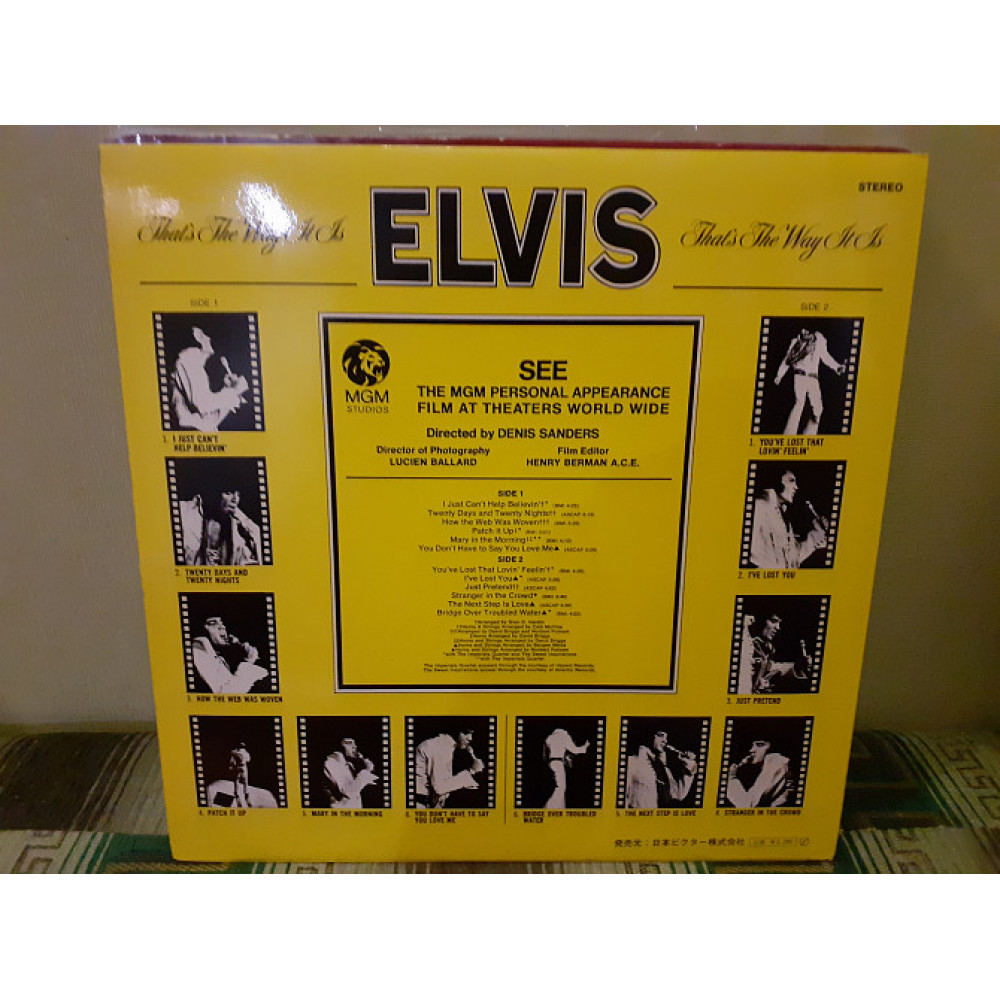 STEREO
ELVIS
That's The Way It Is
That's The Way It Is
SIDE 1
SIDE 2
MGM
STUDIOS
SEE
THE MGM PERSONAL APPEARANCE
FILM AT THEATERS WORLD WIDE
Directed by DENIS SANDERS
Director of Photography
LUCIEN BALLARD
Film Editor
HENRY BERMAN A.C.E.
SIDE 1
I Just Can't Help Believin'†*
Twenty Days and Twenty Nights††
How the Web Was Woven†††
Patch it Up
Mary in the Morning
You Don't Have to Say You Love Me▲
SIDE 2
You've Lost That Lovin' Feelin'†*
I've Lost You▲*
Just Pretend††
Stranger in the Crowd
The Next Step Is Love▲
Bridge Over Troubled Water▲*
1. I JUST CAN'T
HELP BELIEVIN'
2. TWENTY DAYS AND
TWENTY NIGHTS
3. HOW THE WEB WAS WOVEN
1. YOU'VE LOST THAT
LOVIN' FEELIN'
2. I'VE LOST YOU
3. JUST PRETEND
4. PATCH IT UP
5. MARY IN THE MORNING
6. YOU DON'T HAVE TO SAY
YOU LOVE ME
6. BRIDGE OVER TROUBLED
WATER
5. THE NEXT STEP IS LOVE
4. STRANGER IN THE CROWD
発売元：日本ビクター株式会社